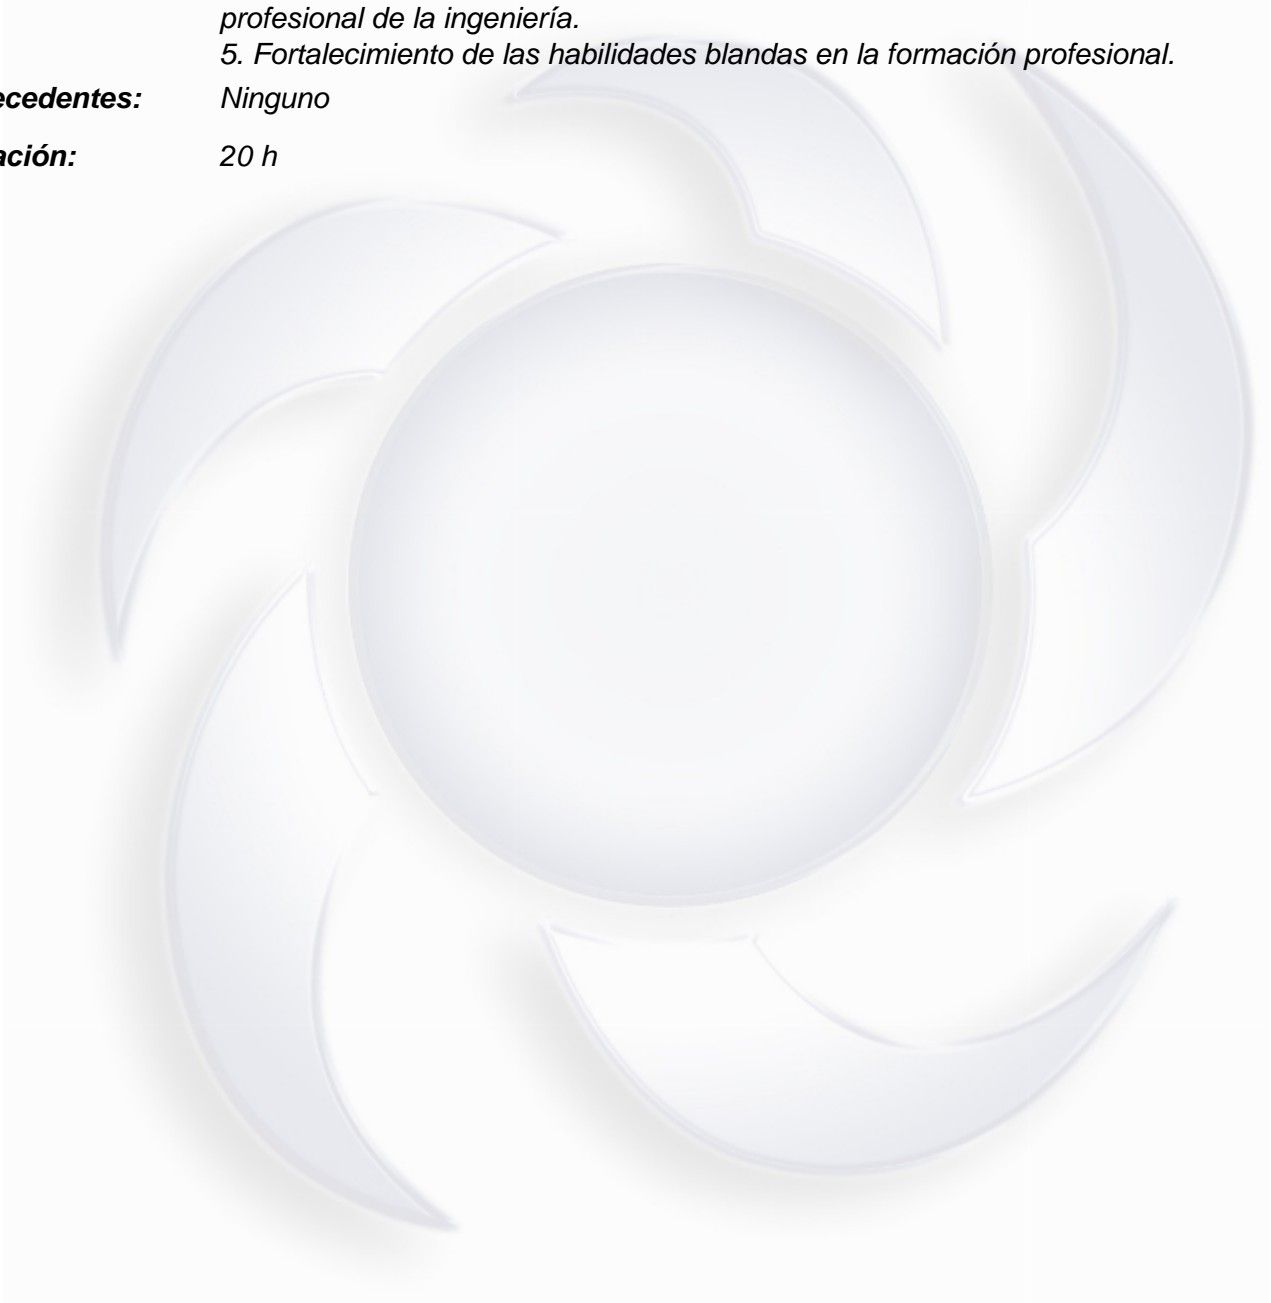 profesional de la ingeniería.
5. Fortalecimiento de las habilidades blandas en la formación profesional.
ecedentes: Ninguno
ación: 20 h